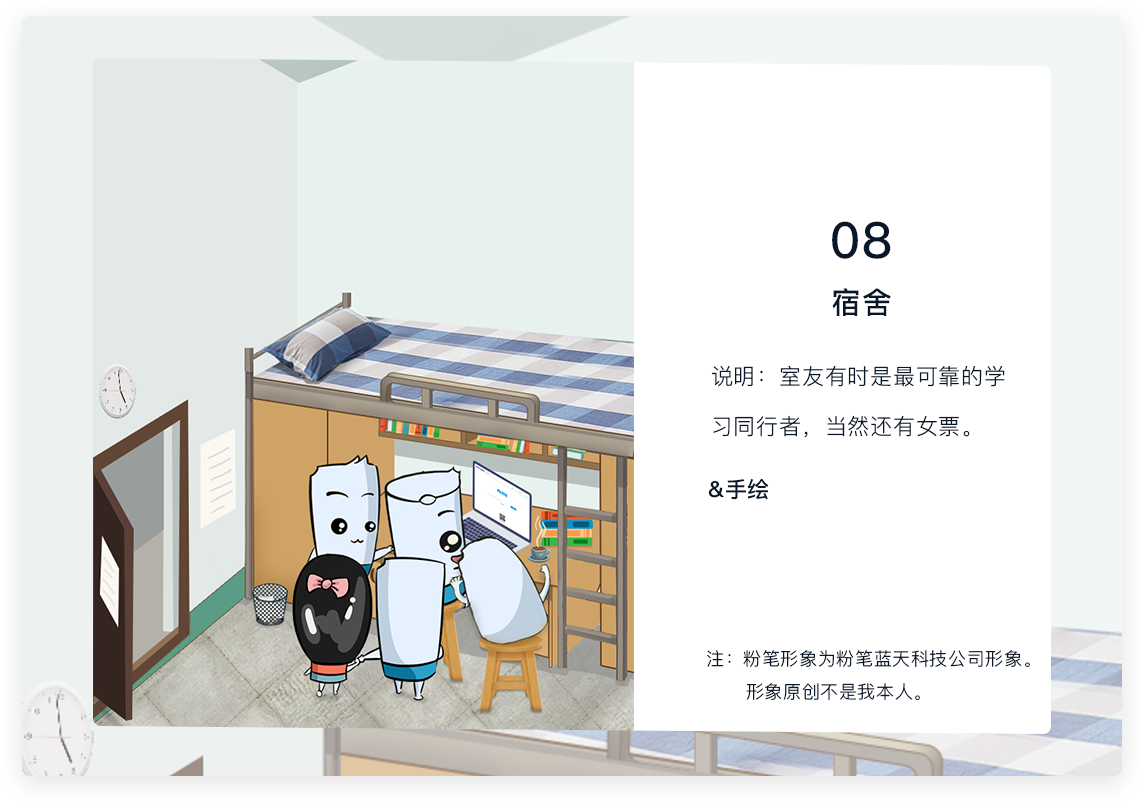 08
宿舍
说明：室友有时是最可靠的学
习同行者，当然还有女票。
&手绘
注：粉笔形象为粉笔蓝天科技公司形象。
形象原创不是我本人。